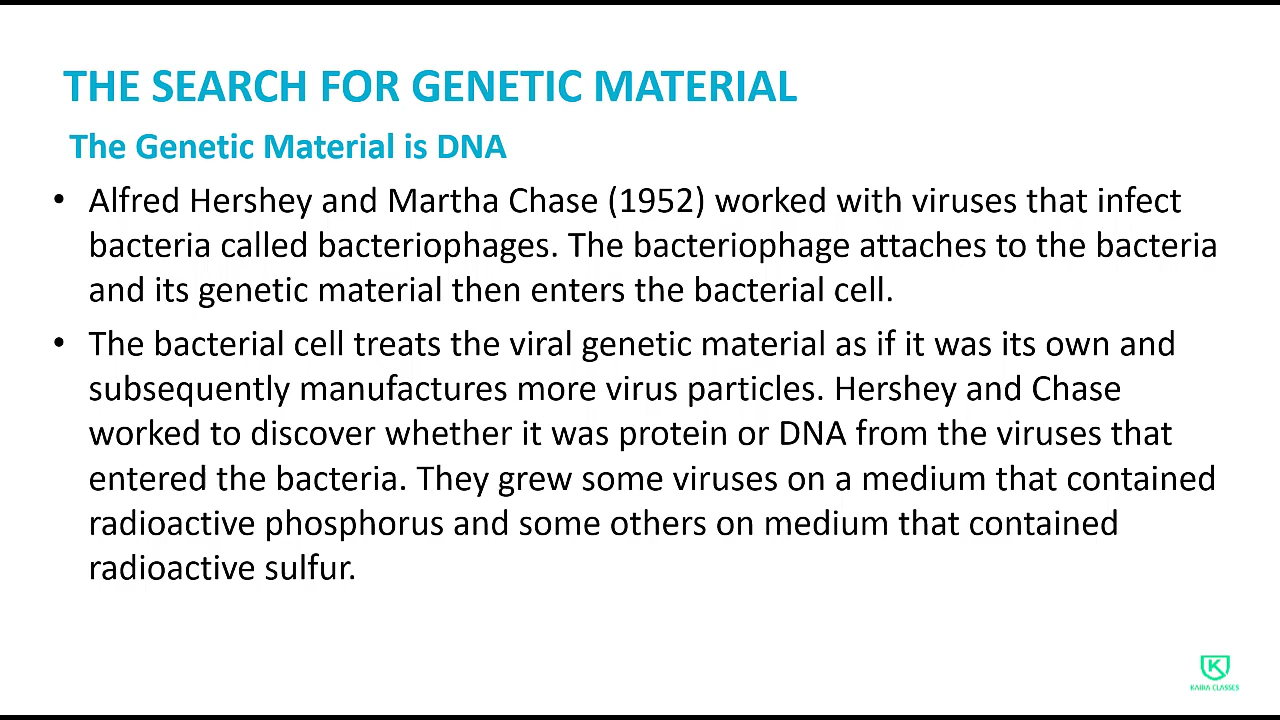 THE SEARCH FOR GENETIC MATERIAL
The Genetic Material is DNA
• Alfred Hershey and Martha Chase (1952) worked with viruses that infect
bacteria called bacteriophages. The bacteriophage attaches to the bacteria
and its genetic material then enters the bacterial cell.
• The bacterial cell treats the viral genetic material as if it was its own and
subsequently manufactures more virus particles. Hershey and Chase
worked to discover whether it was protein or DNA from the viruses that
entered the bacteria. They grew some viruses on a medium that contained
radioactive phosphorus and some others on medium that contained
radioactive sulfur.
K